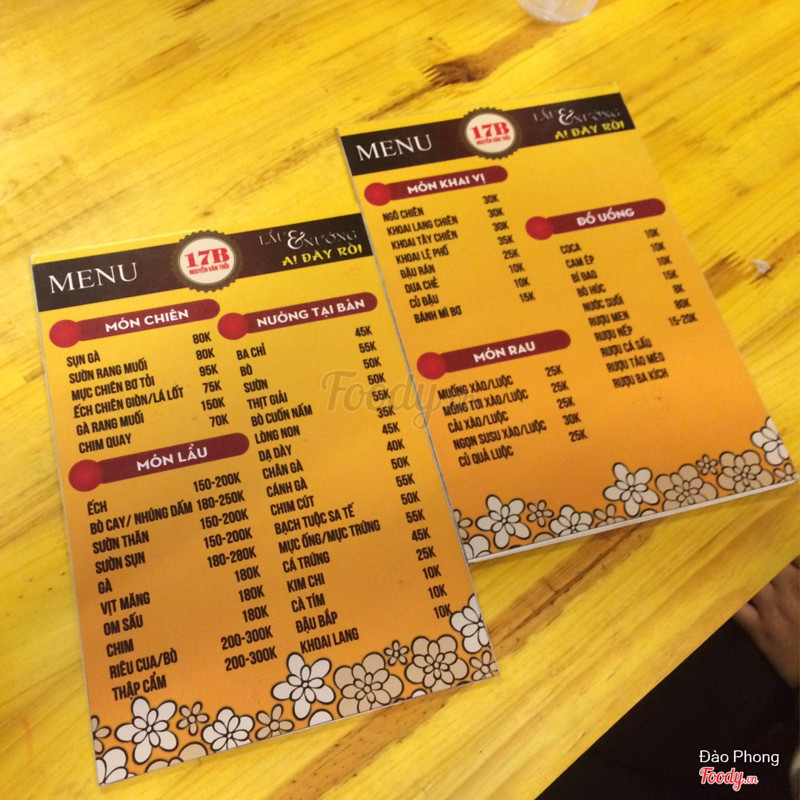 MENU
17B
NGUYỄN VĂN TRỖI
LẨU & NƯỚNG
AI ĐÂY RỒI
MÓN CHIÊN
SỤN GÀ 80K
SƯỜN RANG MUỐI 80K
MỰC CHIÊN BƠ TỎI 95K
ẾCH CHIÊN GIÒN/LÁ LỐT 75K
GÀ RANG MUỐI 150K
CHIM QUAY 70K
MÓN LẨU
ẾCH 150-200K
BÒ CAY/ NHÚNG DẤM 180-250K
SƯỜN THĂN 150-200K
SƯỜN SỤN 150-200K
GÀ 180-280K
VỊT MĂNG 180K
OM SẤU 180K
CHIM 180K
RIÊU CUA/BÒ 200-300K
THẬP CẨM 200-300K
NƯỚNG TẠI BÀN
BA CHỈ 45K
BÒ 55K
SƯỜN 50K
THỊT GIẢI 50K
BÒ CUỐN NẤM 55K
LÒNG NON 35K
DẠ DÀY 45K
CHÂN GÀ 40K
CÁNH GÀ 50K
CHIM CÚT 55K
BẠCH TUỘC SA TẾ 50K
MỰC ỐNG/MỰC TRỨNG 55K
CÁ TRỨNG 45K
KIM CHI 25K
CÀ TÍM 10K
ĐẬU BẮP 10K
KHOAI LANG 10K
MENU
17B
NGUYỄN VĂN TRỖI
LẨU & NƯỚNG
AI ĐÂY RỒI
MÓN KHAI VỊ
NGÔ CHIÊN 30K
KHOAI LANG CHIÊN 30K
KHOAI TÂY CHIÊN 30K
KHOAI LỆ PHỐ 35K
ĐẬU RÁN 25K
DƯA CHẺ 10K
CỦ ĐẬU 10K
BÁNH MÌ BƠ 15K
MÓN RAU
MUỐNG XÀO/LUỘC 25K
MỒNG TƠI XÀO/LUỘC 25K
CẢI XÀO/LUỘC 25K
NGỌN SUSU XÀO/LUỘC 30K
CỦ QUẢ LUỘC 25K
ĐỒ UỐNG
COCA 10K
CAM ÉP 10K
BÍ ĐAO 10K
BÒ HÚC 15K
NƯỚC SUỐI 8K
RƯỢU MEN 80K
RƯỢU NẾP 15-20K
RƯỢU CÁ SẤU
RƯỢU TÁO MÈO
RƯỢU BA KÍCH
Foody.vn
Đào Phong
Foody.vn